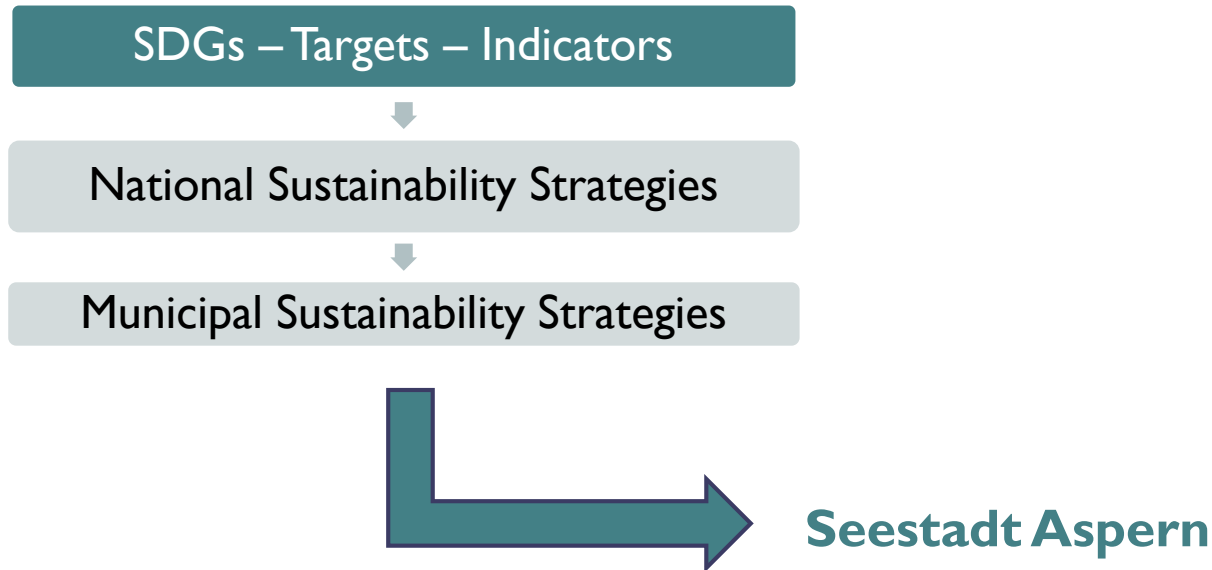 SDGs – Targets – Indicators
National Sustainability Strategies
Municipal Sustainability Strategies
Seestadt Aspern